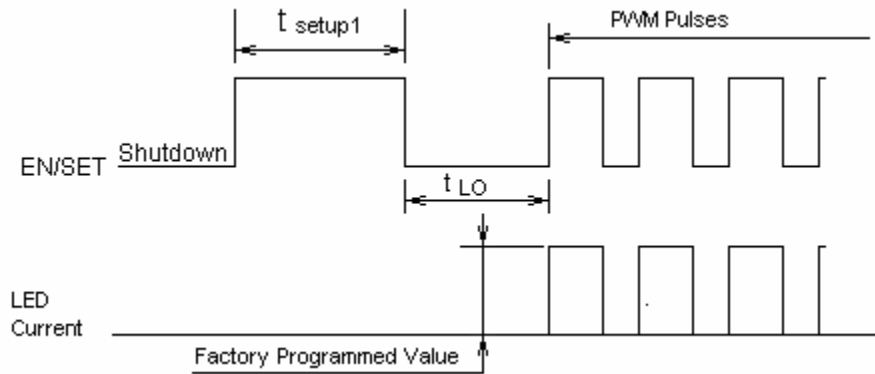 t setup1
PWM Pulses
EN/SET
Shutdown
t LO
LED
Current
Factory Programmed Value